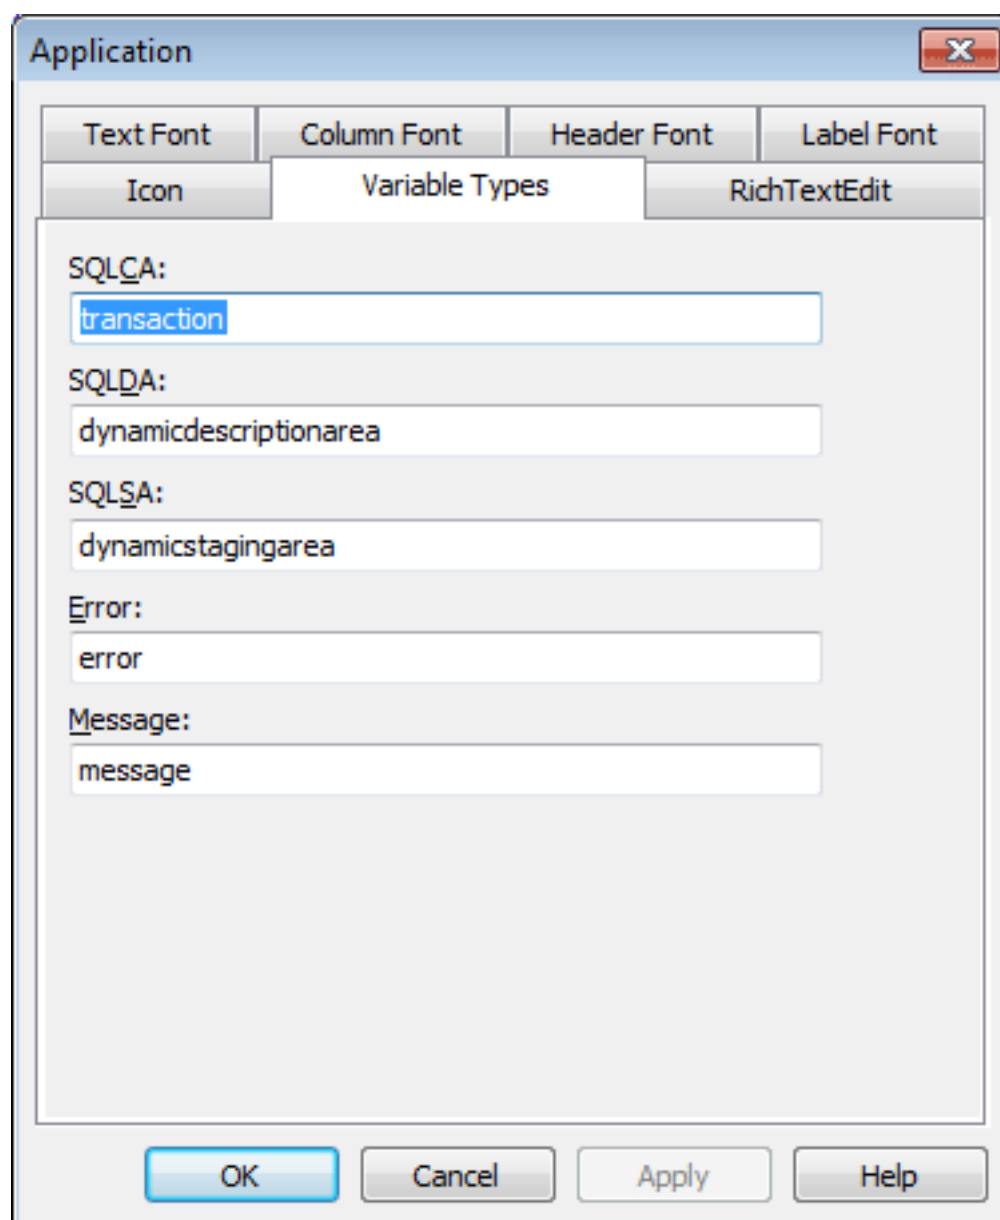 Application
Text Font Column Font Header Font Label Font
Icon Variable Types RichTextEdit
SQLCA:
transaction
SQLDA:
dynamicdescriptionarea
SQLSA:
dynamicstagingarea
Error:
error
Message:
message
OK Cancel Apply Help